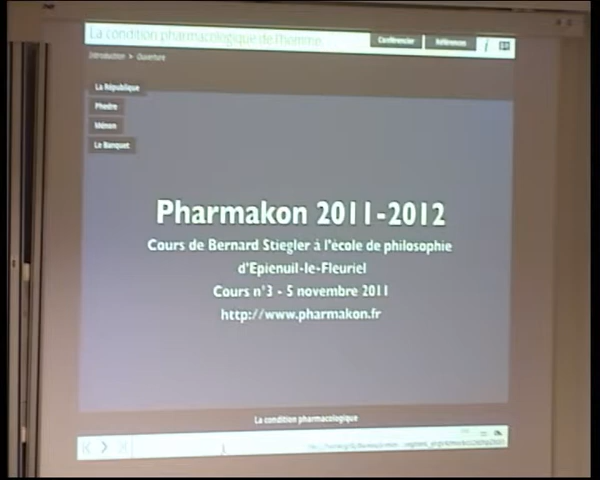 La condition pharmacologique de l'homme
Conférencier
Références
i
Introduction > Ouverture
La République
Phedre
Ménon
Le Banquet
Pharmakon 2011-2012
Cours de Bernard Stiegler à l'école de philosophie
d'Epienuil-le-Fleuriel
Cours n°3 - 5 novembre 2011
http://www.pharmakon.fr
La condition pharmacologique